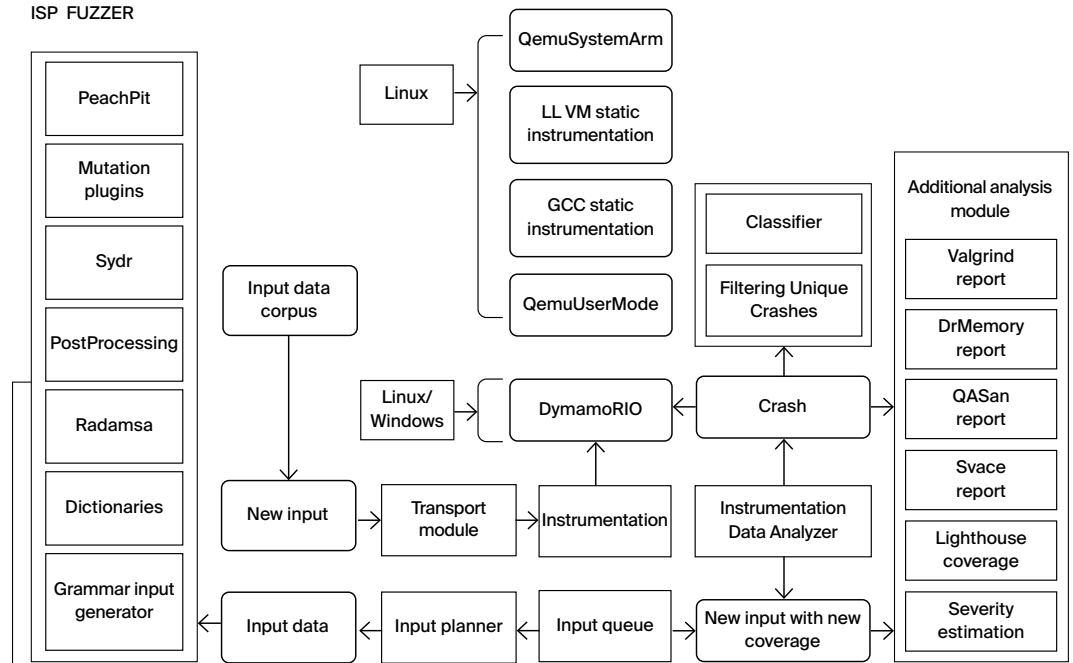 ISP FUZZER
PeachPit
Mutation
plugins
Sydr
PostProcessing
Radamsa
Dictionaries
Grammar input
generator
Input data
corpus
New input
Input data
Linux
Linux/
Windows
Transport
module
Input planner
QemuSystemArm
LL VM static
instrumentation
GCC static
instrumentation
QemuUserMode
DymamoRIO
Instrumentation
Input queue
Classifier
Filtering Unique
Crashes
Crash
Instrumentation
Data Analyzer
New input with new
coverage
Additional analysis
module
Valgrind
report
DrMemory
report
QASan
report
Svace
report
Lighthouse
coverage
Severity
estimation